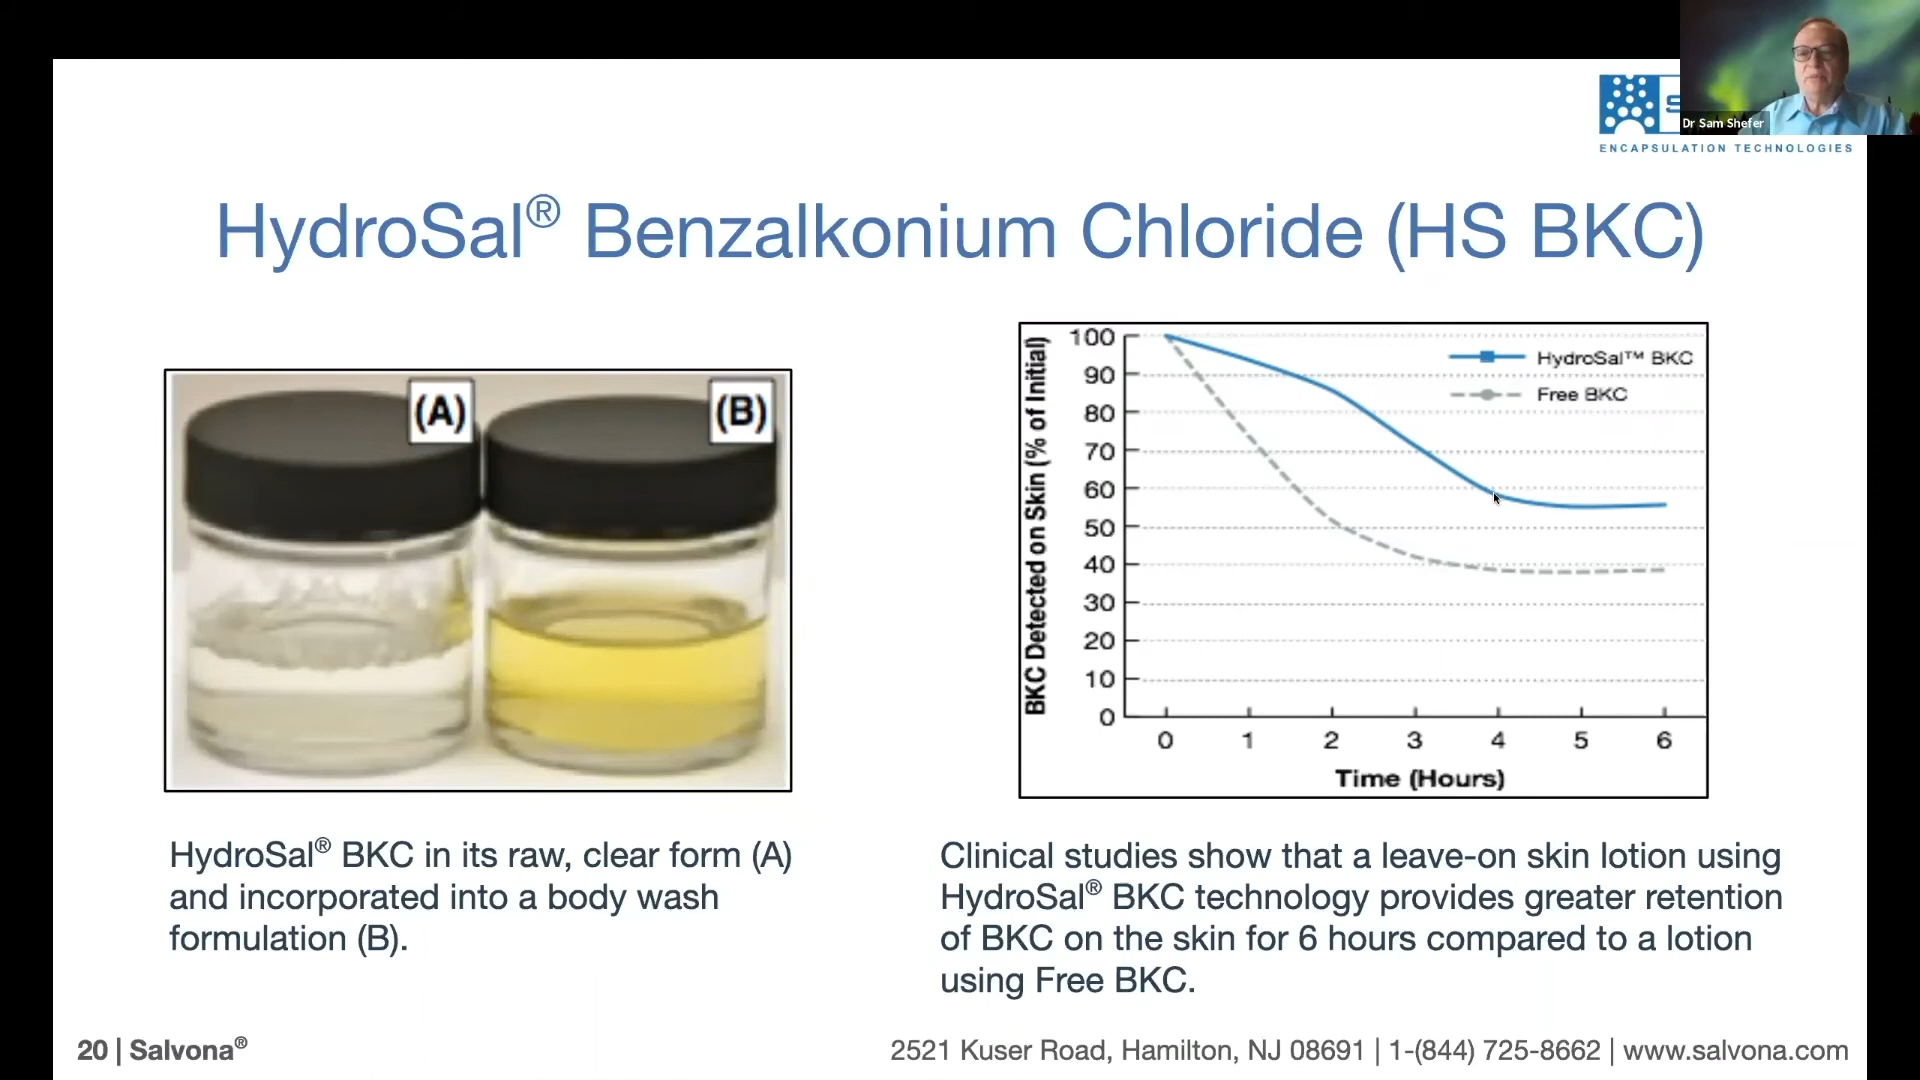 S
Dr Sam Shefer
ENCAPSULATION TECHNOLOGIES
HydroSal® Benzalkonium Chloride (HS BKC)
(A)
(B)
HydroSal® BKC in its raw, clear form (A)
and incorporated into a body wash
formulation (B).
BKC Detected on Skin (% of Initial)
100
90
80
70
60
50
40
30
20
10
0
HydroSal™ BKC
Free BKC
0 1 2 3 4 5 6
Time (Hours)
Clinical studies show that a leave-on skin lotion using
HydroSal® BKC technology provides greater retention
of BKC on the skin for 6 hours compared to a lotion
using Free BKC.
20 | Salvona®
2521 Kuser Road, Hamilton, NJ 08691 | 1-(844) 725-8662 | www.salvona.com